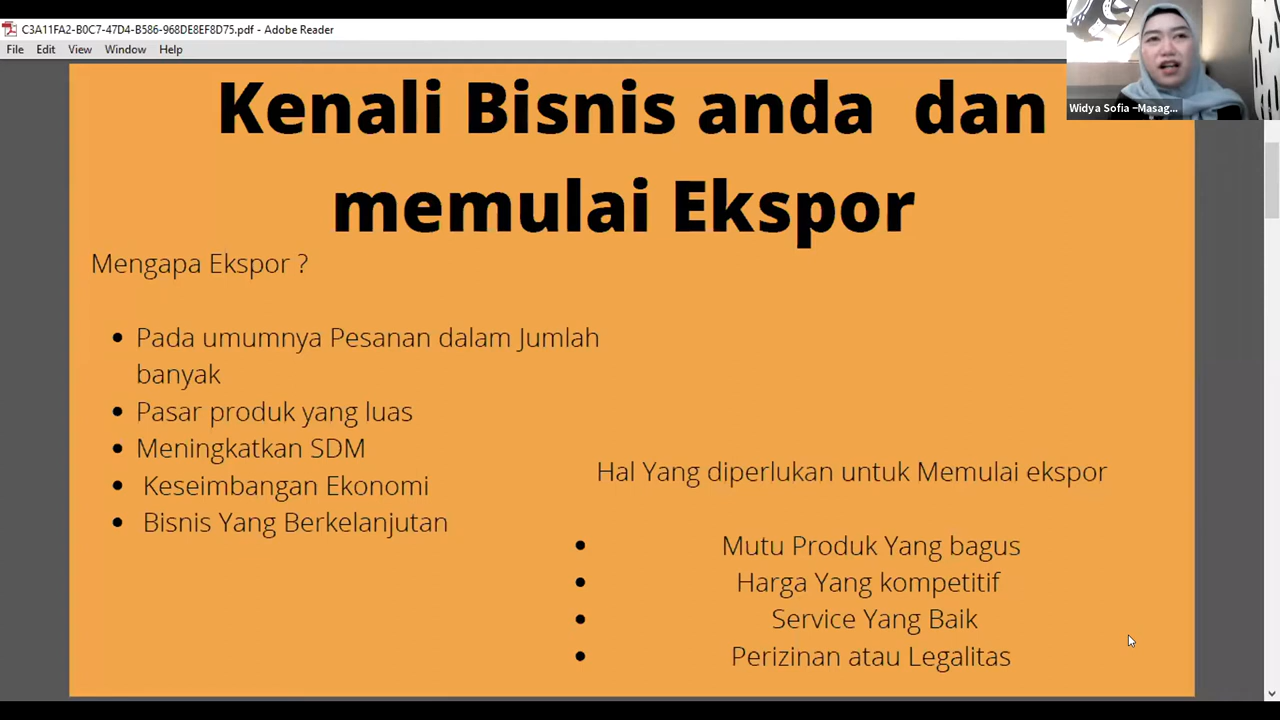 C3A11FA2-B0C7-47D4-B586-968DE8EF8D75.pdf - Adobe Reader
File Edit View Window Help
Widya Sofia –Masag...
Kenali Bisnis anda dan
memulai Ekspor
Mengapa Ekspor ?
• Pada umumnya Pesanan dalam Jumlah
banyak
• Pasar produk yang luas
• Meningkatkan SDM
• Keseimbangan Ekonomi
• Bisnis Yang Berkelanjutan
Hal Yang diperlukan untuk Memulai ekspor
• Mutu Produk Yang bagus
• Harga Yang kompetitif
• Service Yang Baik
• Perizinan atau Legalitas